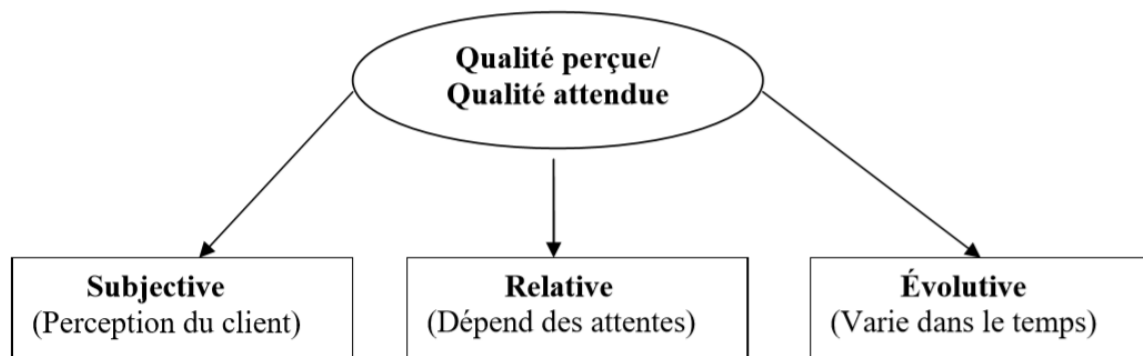 Qualité perçue/
Qualité attendue
Subjective
(Perception du client)
Relative
(Dépend des attentes)
Évolutive
(Varie dans le temps)